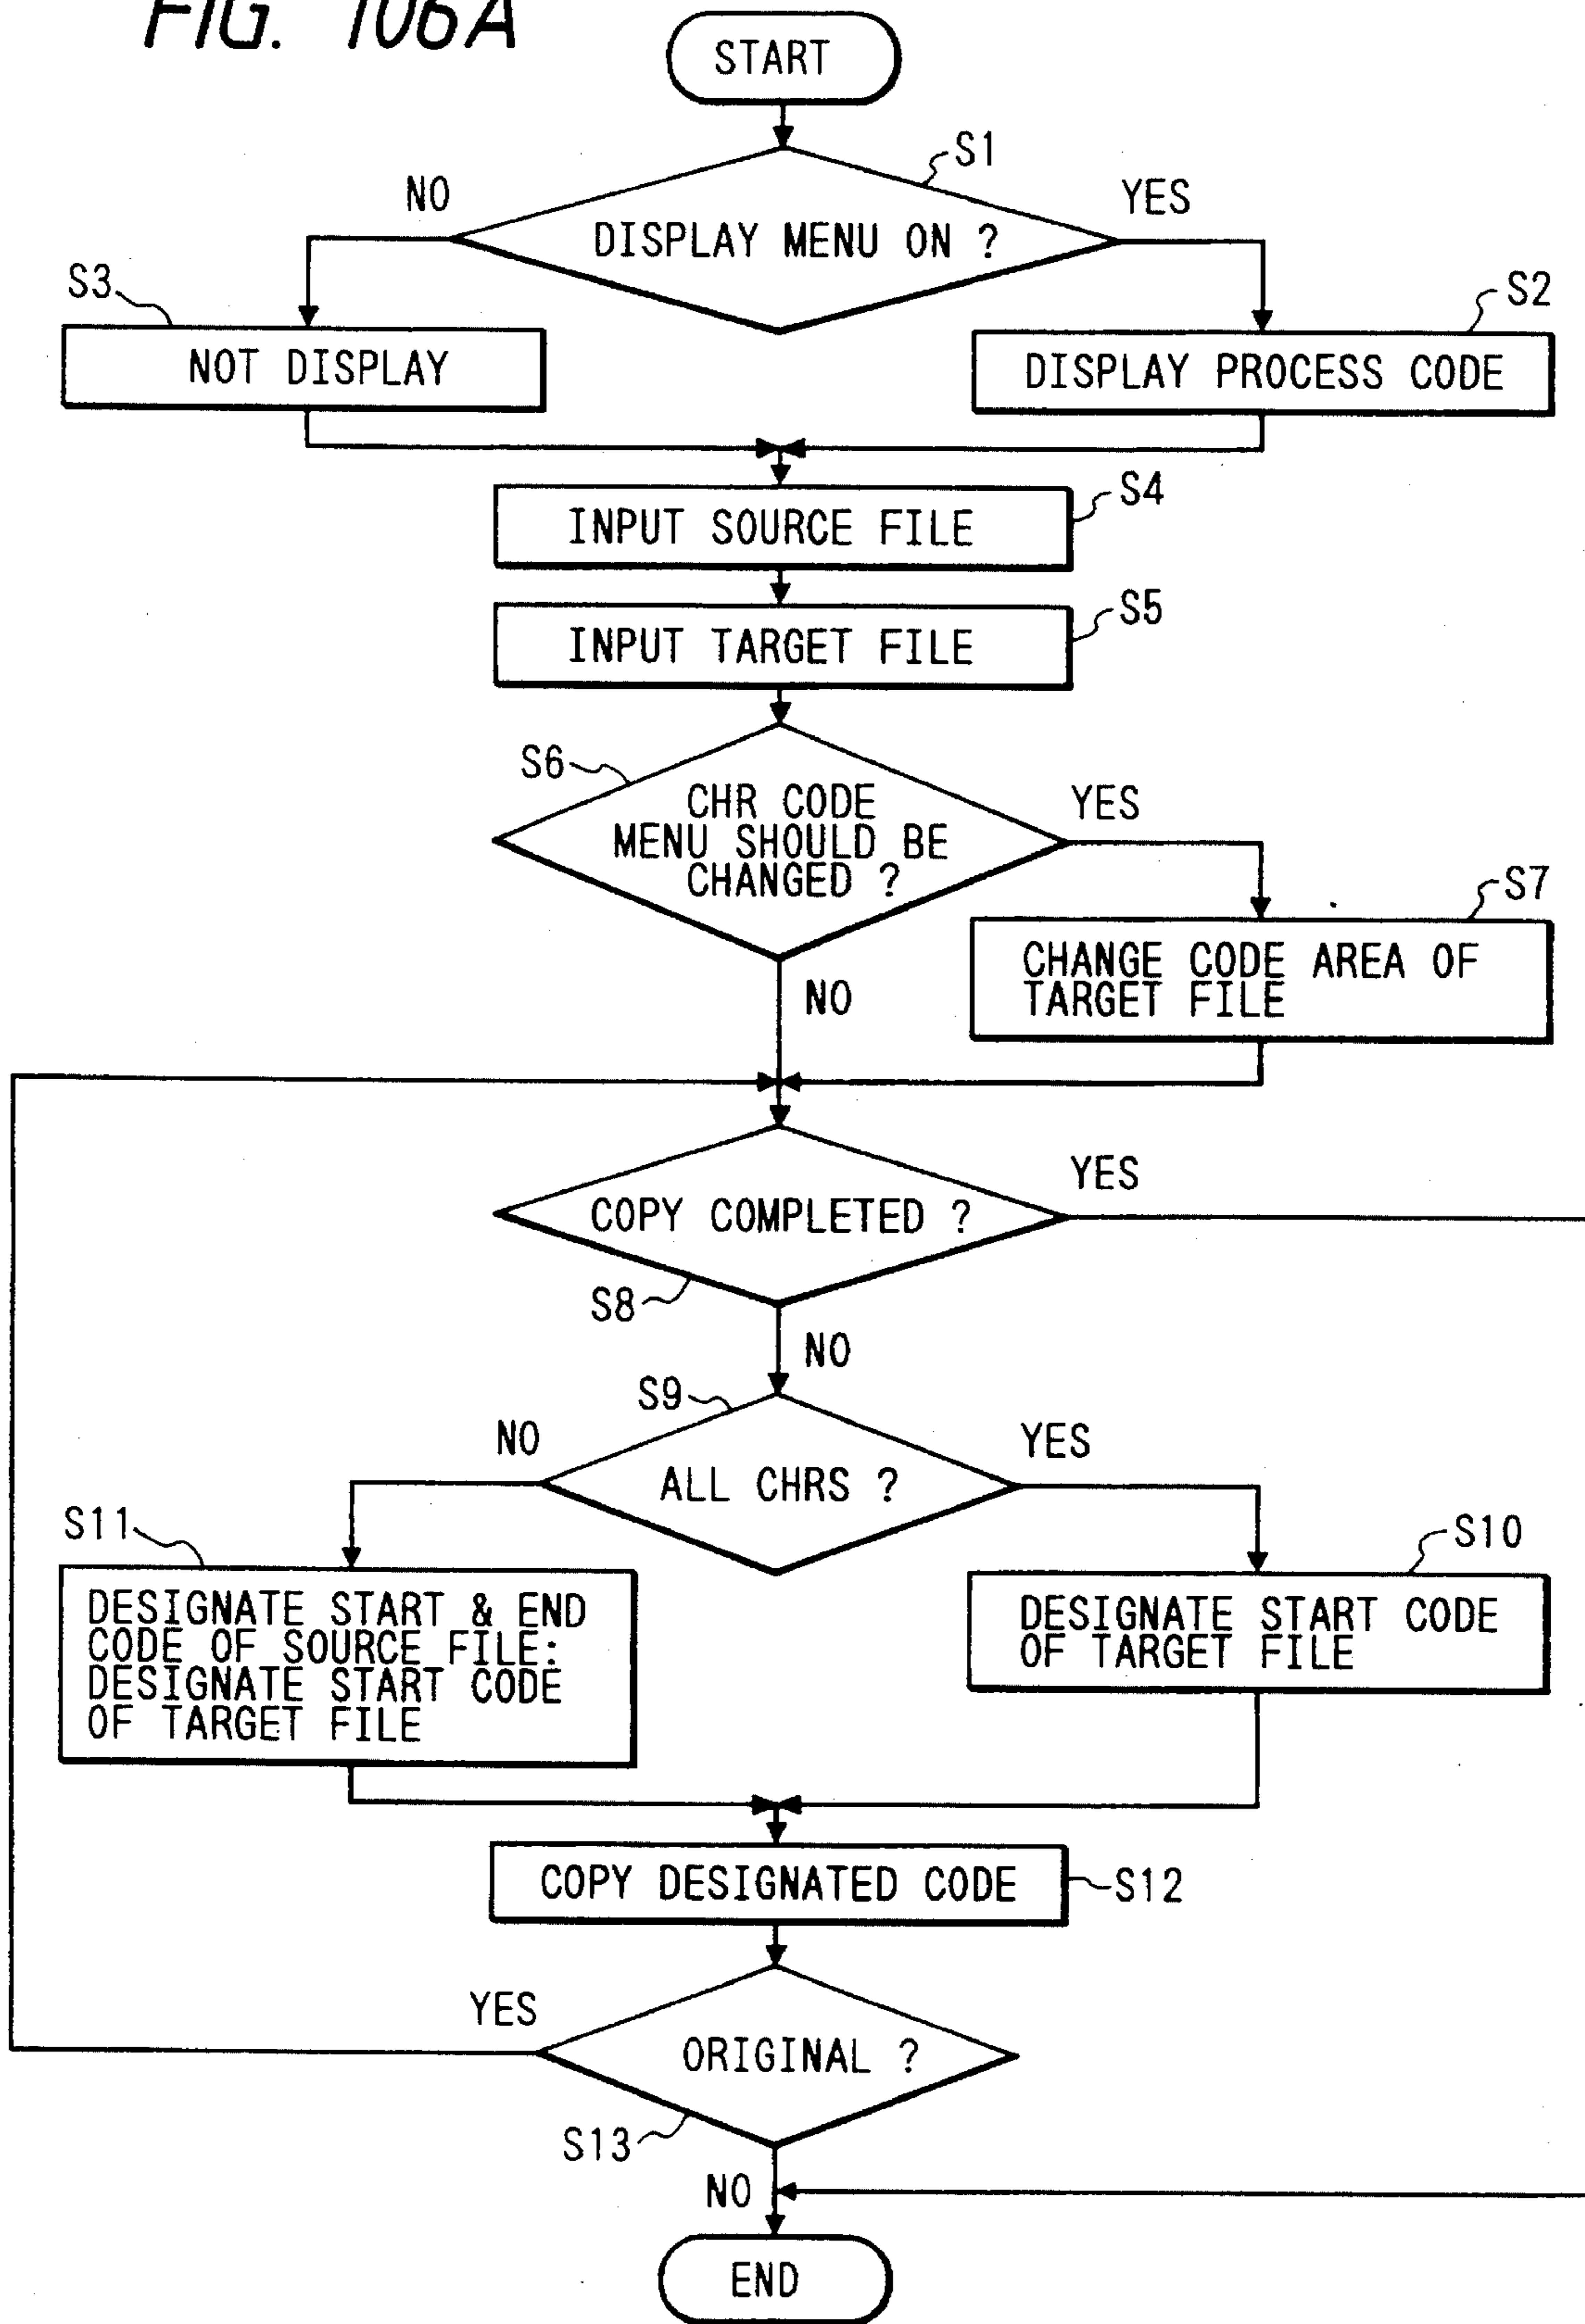 FIG. 106A
START
S1
NO
YES
DISPLAY MENU ON ?
S3
S2
NOT DISPLAY
DISPLAY PROCESS CODE
S4
INPUT SOURCE FILE
S5
INPUT TARGET FILE
S6
CHR CODE
MENU SHOULD BE
CHANGED ?
YES
S7
CHANGE CODE AREA OF
TARGET FILE
NO
YES
COPY COMPLETED ?
S8
NO
S9
NO
YES
ALL CHRS ?
S11
S10
DESIGNATE START & END
CODE OF SOURCE FILE:
DESIGNATE START CODE
OF TARGET FILE
DESIGNATE START CODE
OF TARGET FILE
COPY DESIGNATED CODE
S12
YES
ORIGINAL ?
S13
NO
END